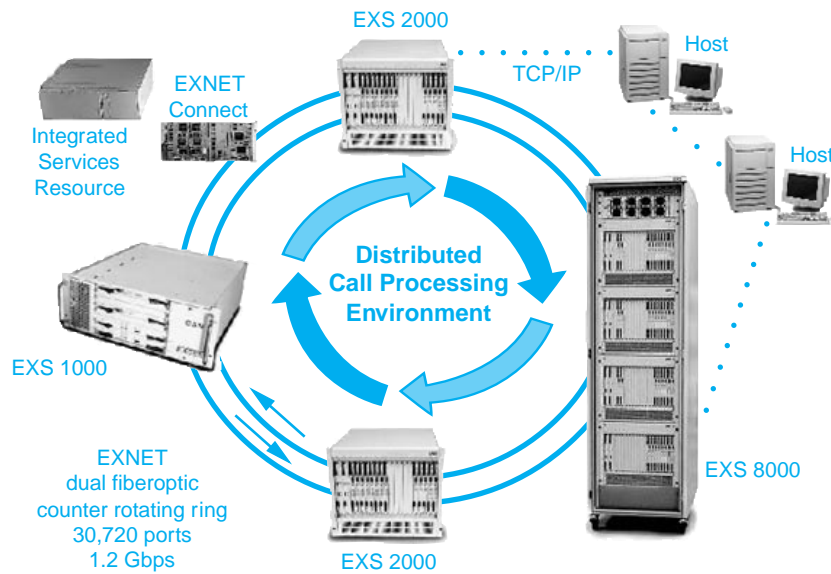 EXS 2000
Host
TCP/IP
EXNET
Connect
Integrated
Services
Resource
Host
Distributed
Call Processing
Environment
EXS 1000
EXS 8000
EXNET
dual fiberoptic
counter rotating ring
30,720 ports
1.2 Gbps
EXS 2000